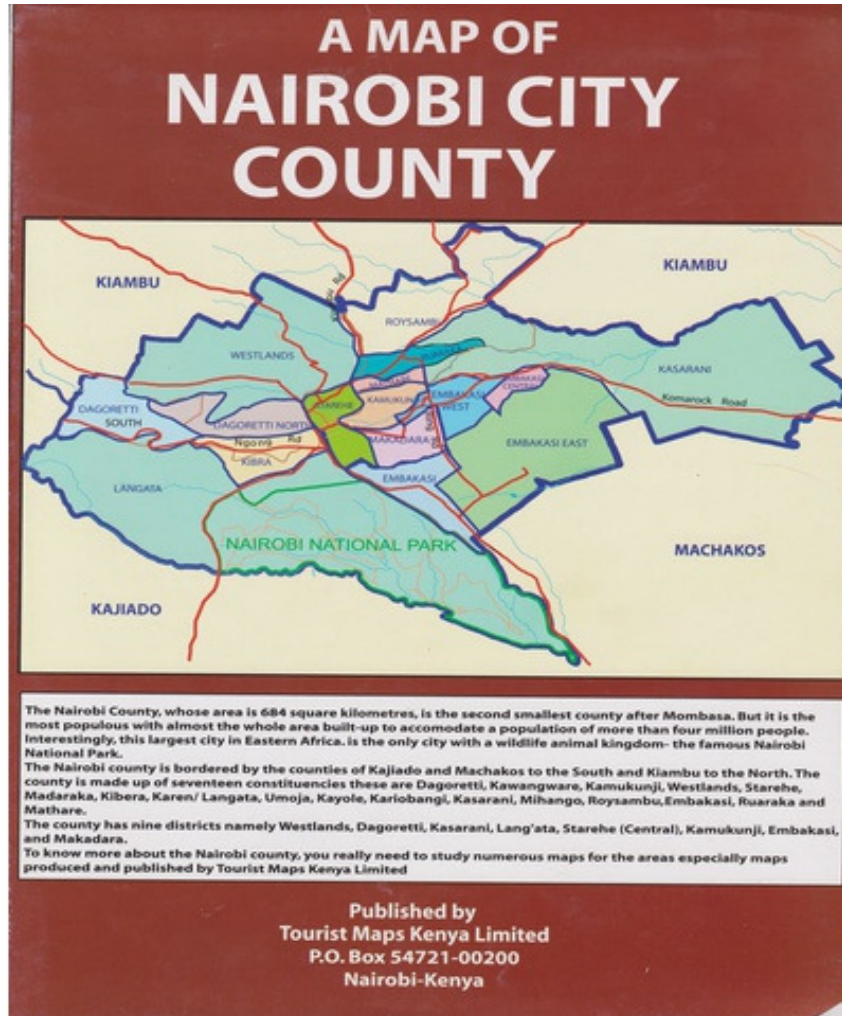 A MAP OF
NAIROBI CITY
COUNTY
KIAMBU
KIAMBU
ROYSAMBU
WESTLANDS
KASARANI
EMBAKASI
WEST
Komarock Road
DAGORETTI
SOUTH
DAGORETTI NORTH
KAMUKUNJI
MAKADARA
EMBAKASI EAST
Ngong Rd
KIBRA
EMBAKASI
LANGATA
NAIROBI NATIONAL PARK
MACHAKOS
KAJIADO
The Nairobi County, whose area is 684 square kilometres, is the second smallest county after Mombasa. But it is the
most populous with almost the whole area built-up to accomodate a population of more than four million people.
Interestingly, this largest city in Eastern Africa. is the only city with a wildlife animal kingdom- the famous Nairobi
National Park.
The Nairobi county is bordered by the counties of Kajiado and Machakos to the South and Kiambu to the North. The
county is made up of seventeen constituencies these are Dagoretti, Kawangware, Kamukunji, Westlands, Starehe,
Madaraka, Kibera, Karen/ Langata, Umoja, Kayole, Kariobangi, Kasarani, Mihango, Roysambu,Embakasi, Ruaraka and
Mathare.
The county has nine districts namely Westlands, Dagoretti, Kasarani, Lang'ata, Starehe (Central), Kamukunji, Embakasi,
and Makadara.
To know more about the Nairobi county, you really need to study numerous maps for the areas especially maps
produced and published by Tourist Maps Kenya Limited
Published by
Tourist Maps Kenya Limited
P.O. Box 54721-00200
Nairobi-Kenya